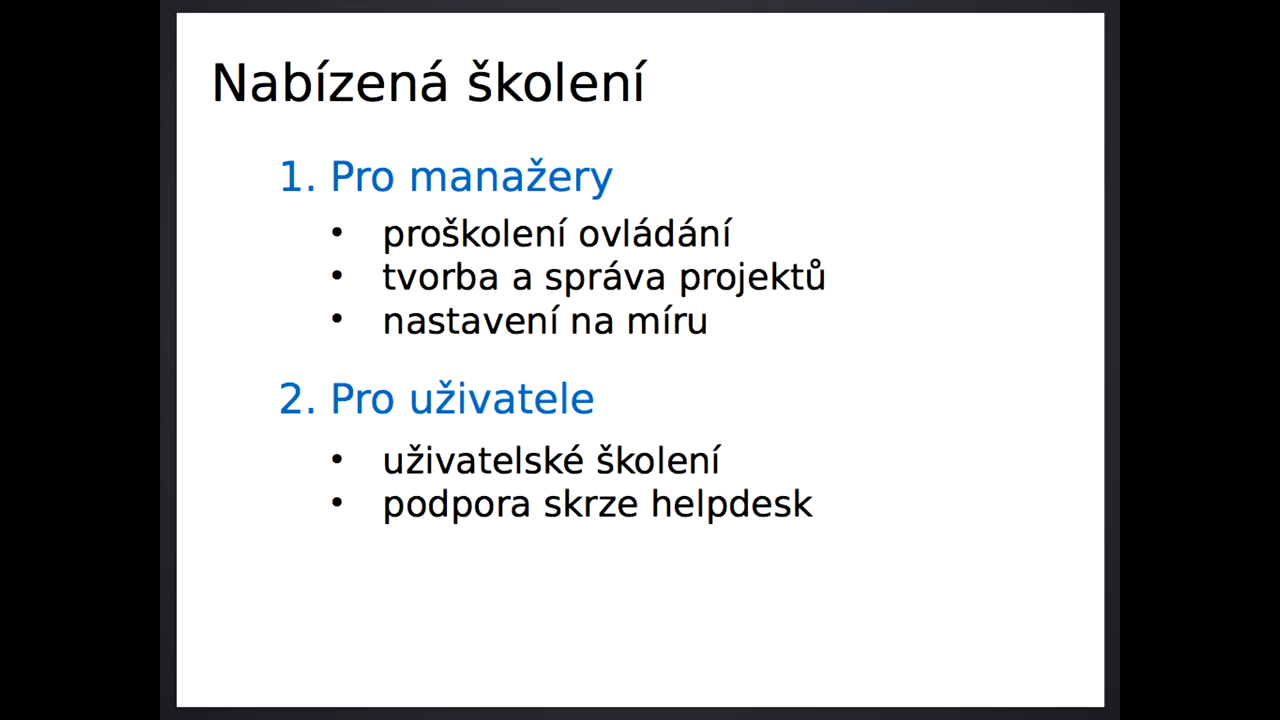 Nabízená školení
1. Pro manažery
• proškolení ovládání
• tvorba a správa projektů
• nastavení na míru
2. Pro uživatele
• uživatelské školení
• podpora skrze helpdesk